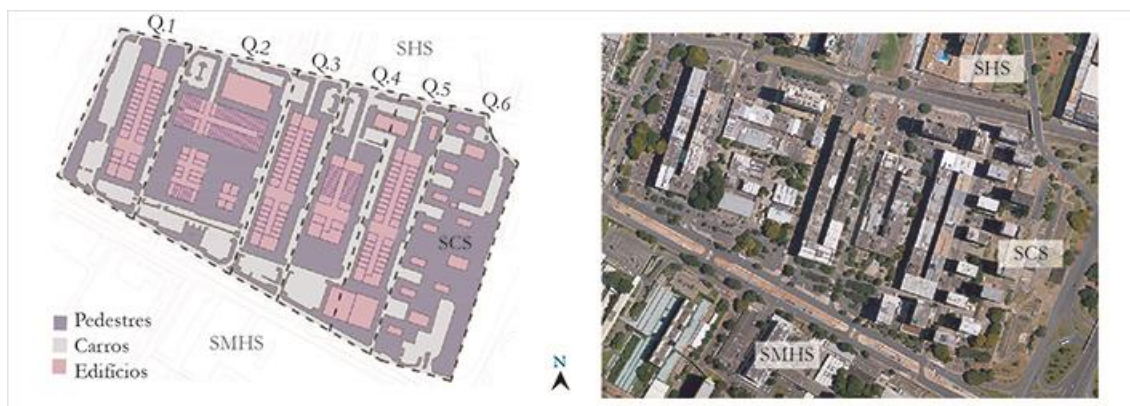 Q.1
Q.2
Q.3
Q.4
Q.5
Q.6
SHS
SCS
SMHS
Pedestres
Carros
Edifícios
N
SHS
SCS
SMHS